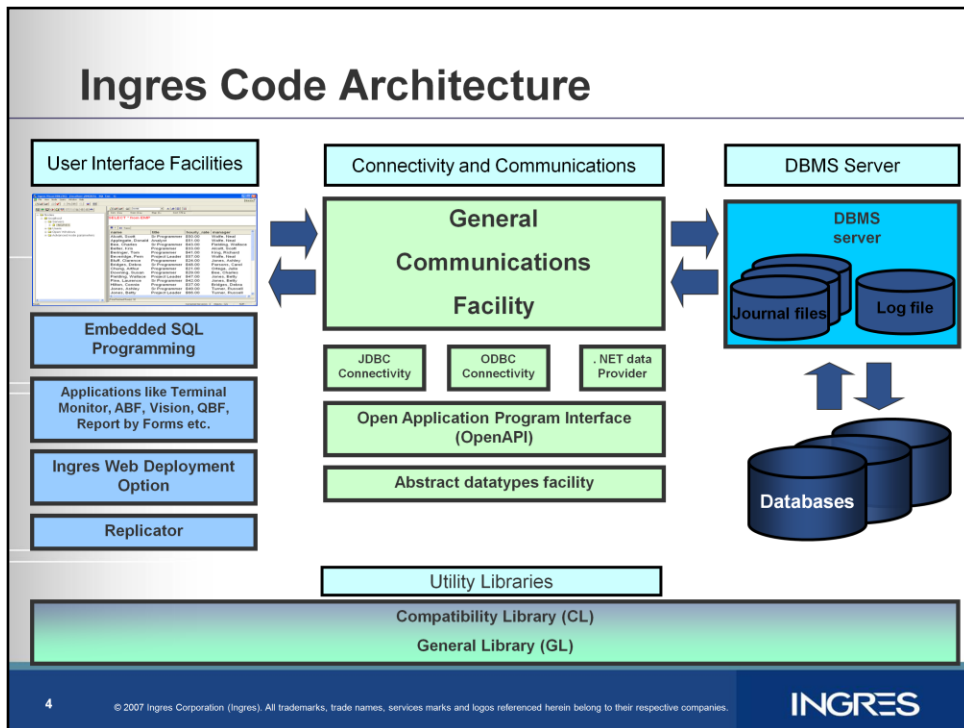 Ingres Code Architecture
User Interface Facilities
Connectivity and Communications
DBMS Server
General
Communications
Facility
DBMS
server
Journal files
Log file
Embedded SQL
Programming
JDBC
Connectivity
ODBC
Connectivity
. NET data
Provider
Applications like Terminal
Monitor, ABF, Vision, QBF,
Report by Forms etc.
Open Application Program Interface
(OpenAPI)
Ingres Web Deployment
Option
Abstract datatypes facility
Databases
Replicator
Utility Libraries
Compatibility Library (CL)
General Library (GL)
4
© 2007 Ingres Corporation (Ingres). All trademarks, trade names, services marks and logos referenced herein belong to their respective companies.
INGRES